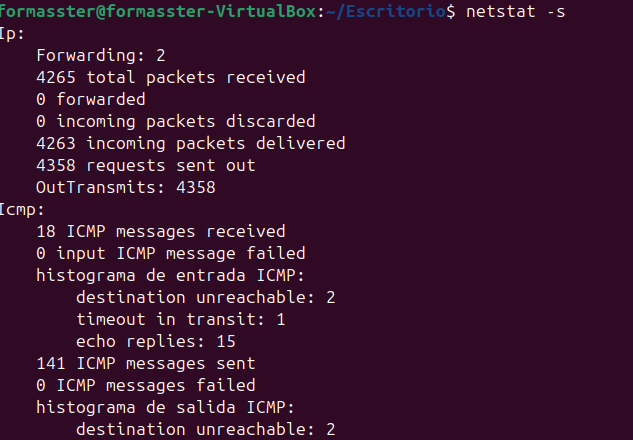 formasster@formasster-VirtualBox:~/Escritorio$ netstat -s
Ip:
    Forwarding: 2
    4265 total packets received
    0 forwarded
    0 incoming packets discarded
    4263 incoming packets delivered
    4358 requests sent out
    OutTransmits: 4358
Icmp:
    18 ICMP messages received
    0 input ICMP message failed
    histograma de entrada ICMP:
        destination unreachable: 2
        timeout in transit: 1
        echo replies: 15
    141 ICMP messages sent
    0 ICMP messages failed
    histograma de salida ICMP:
        destination unreachable: 2